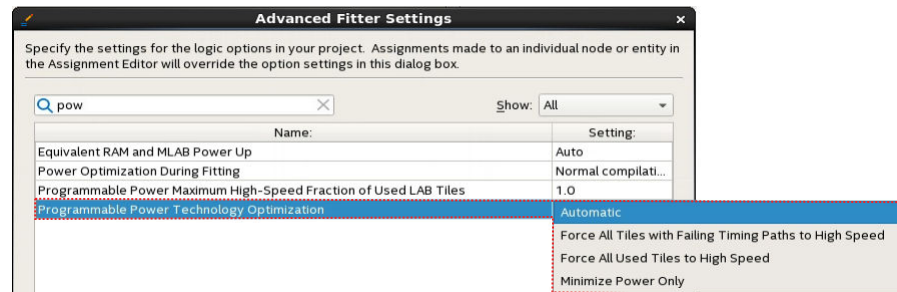 Advanced Fitter Settings
Specify the settings for the logic options in your project. Assignments made to an individual node or entity in
the Assignment Editor will override the option settings in this dialog box.
pow
Show: All
Name: Setting:
Equivalent RAM and MLAB Power Up Auto
Power Optimization During Fitting Normal compilati...
Programmable Power Maximum High-Speed Fraction of Used LAB Tiles 1.0
Programmable Power Technology Optimization Automatic
Force All Tiles with Failing Timing Paths to High Speed
Force All Used Tiles to High Speed
Minimize Power Only